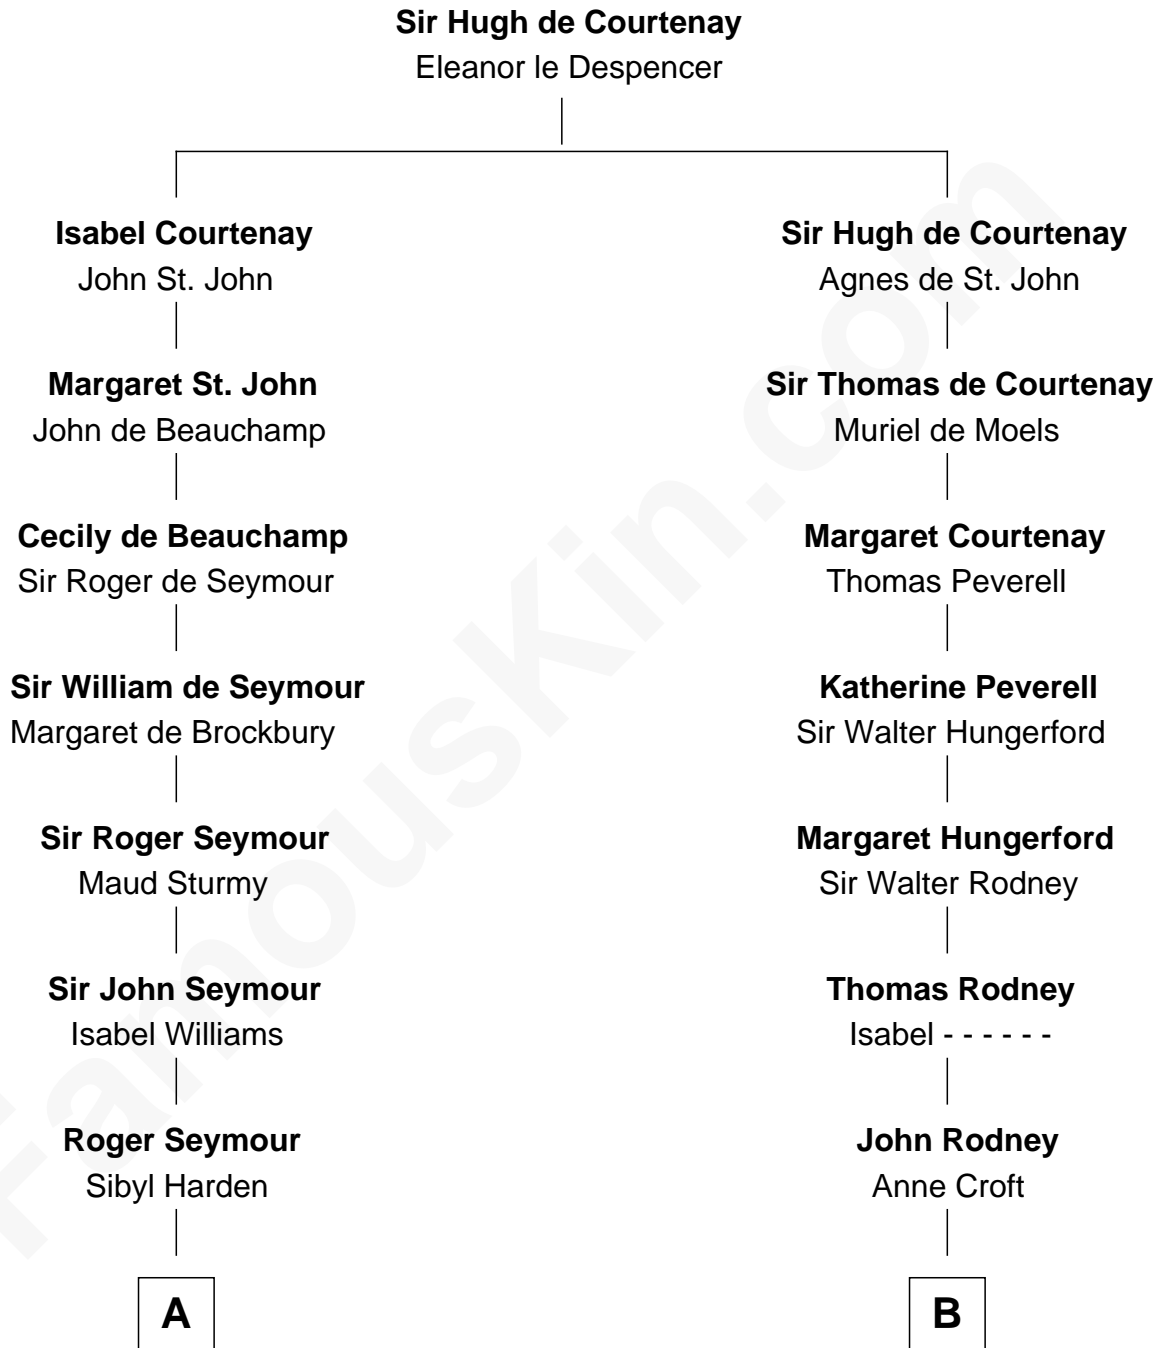 Sir Hugh de Courtenay
Eleanor le Despencer
Isabel Courtenay
John St. John
Margaret St. John
John de Beauchamp
Cecily de Beauchamp
Sir Roger de Seymour
Sir William de Seymour
Margaret de Brockbury
Sir Roger Seymour
Maud Sturmy
Sir John Seymour
Isabel Williams
Roger Seymour
Sibyl Harden
A
Sir Hugh de Courtenay
Agnes de St. John
Sir Thomas de Courtenay
Muriel de Moels
Margaret Courtenay
Thomas Peverell
Katherine Peverell
Sir Walter Hungerford
Margaret Hungerford
Sir Walter Rodney
Thomas Rodney
Isabel - - - - - -
John Rodney
Anne Croft
B
FamousKin.com